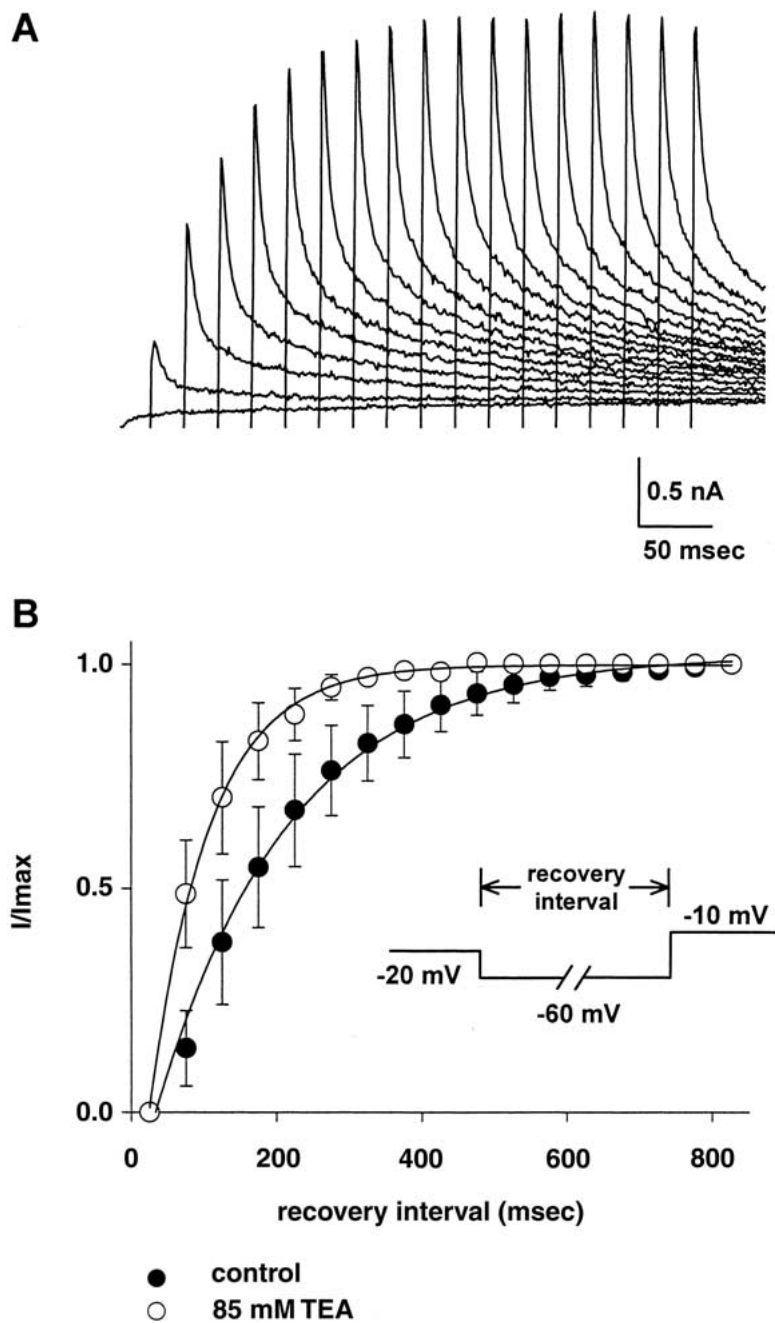 A
0.5 nA
50 msec
B
1.0
0.5
0.0
I/Imax
recovery
interval
-10 mV
-20 mV
-60 mV
0 200 400 600 800
recovery interval (msec)
control
85 mM TEA